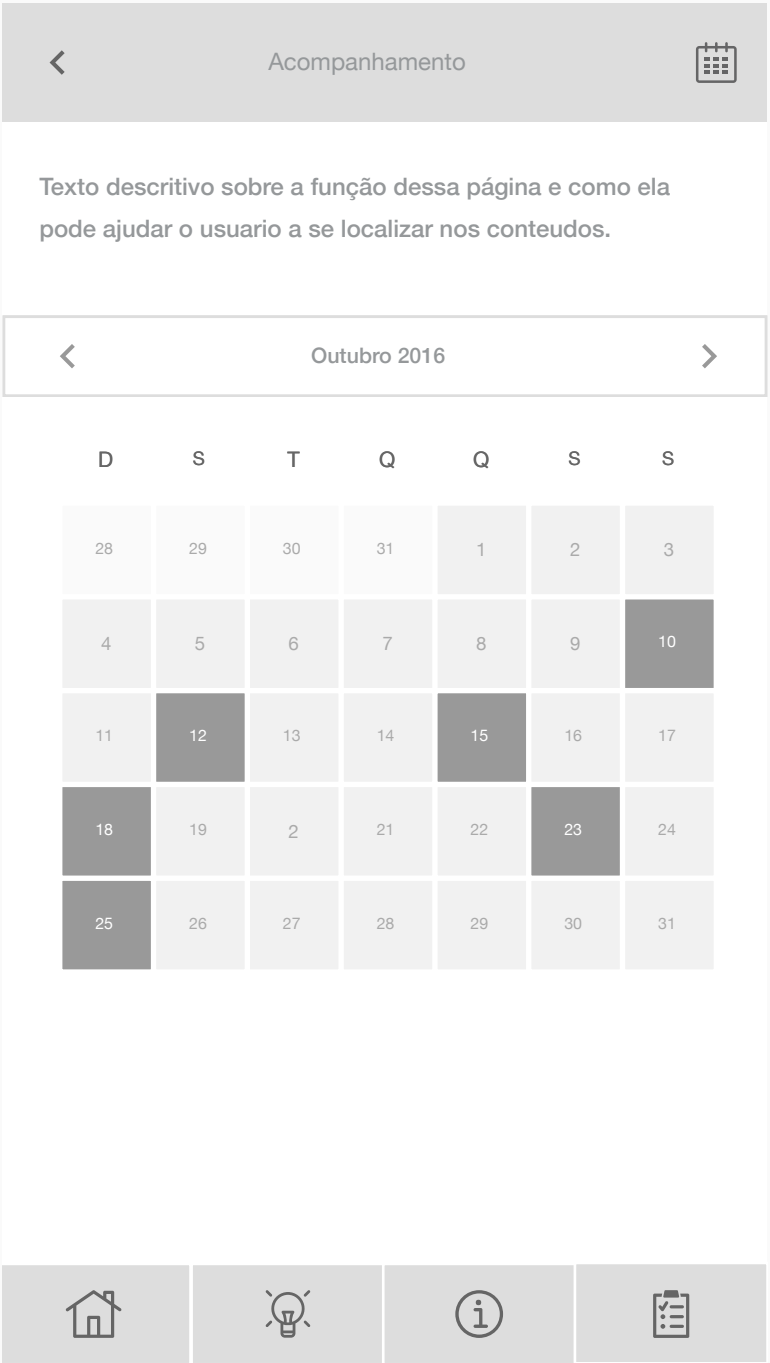 Acompanhamento
Texto descritivo sobre a função dessa página e como ela
pode ajudar o usuario a se localizar nos conteudos.
Outubro 2016
D S T Q Q S S
28 29 30 31 1 2 3
4 5 6 7 8 9 10
11 12 13 14 15 16 17
18 19 2 21 22 23 24
25 26 27 28 29 30 31